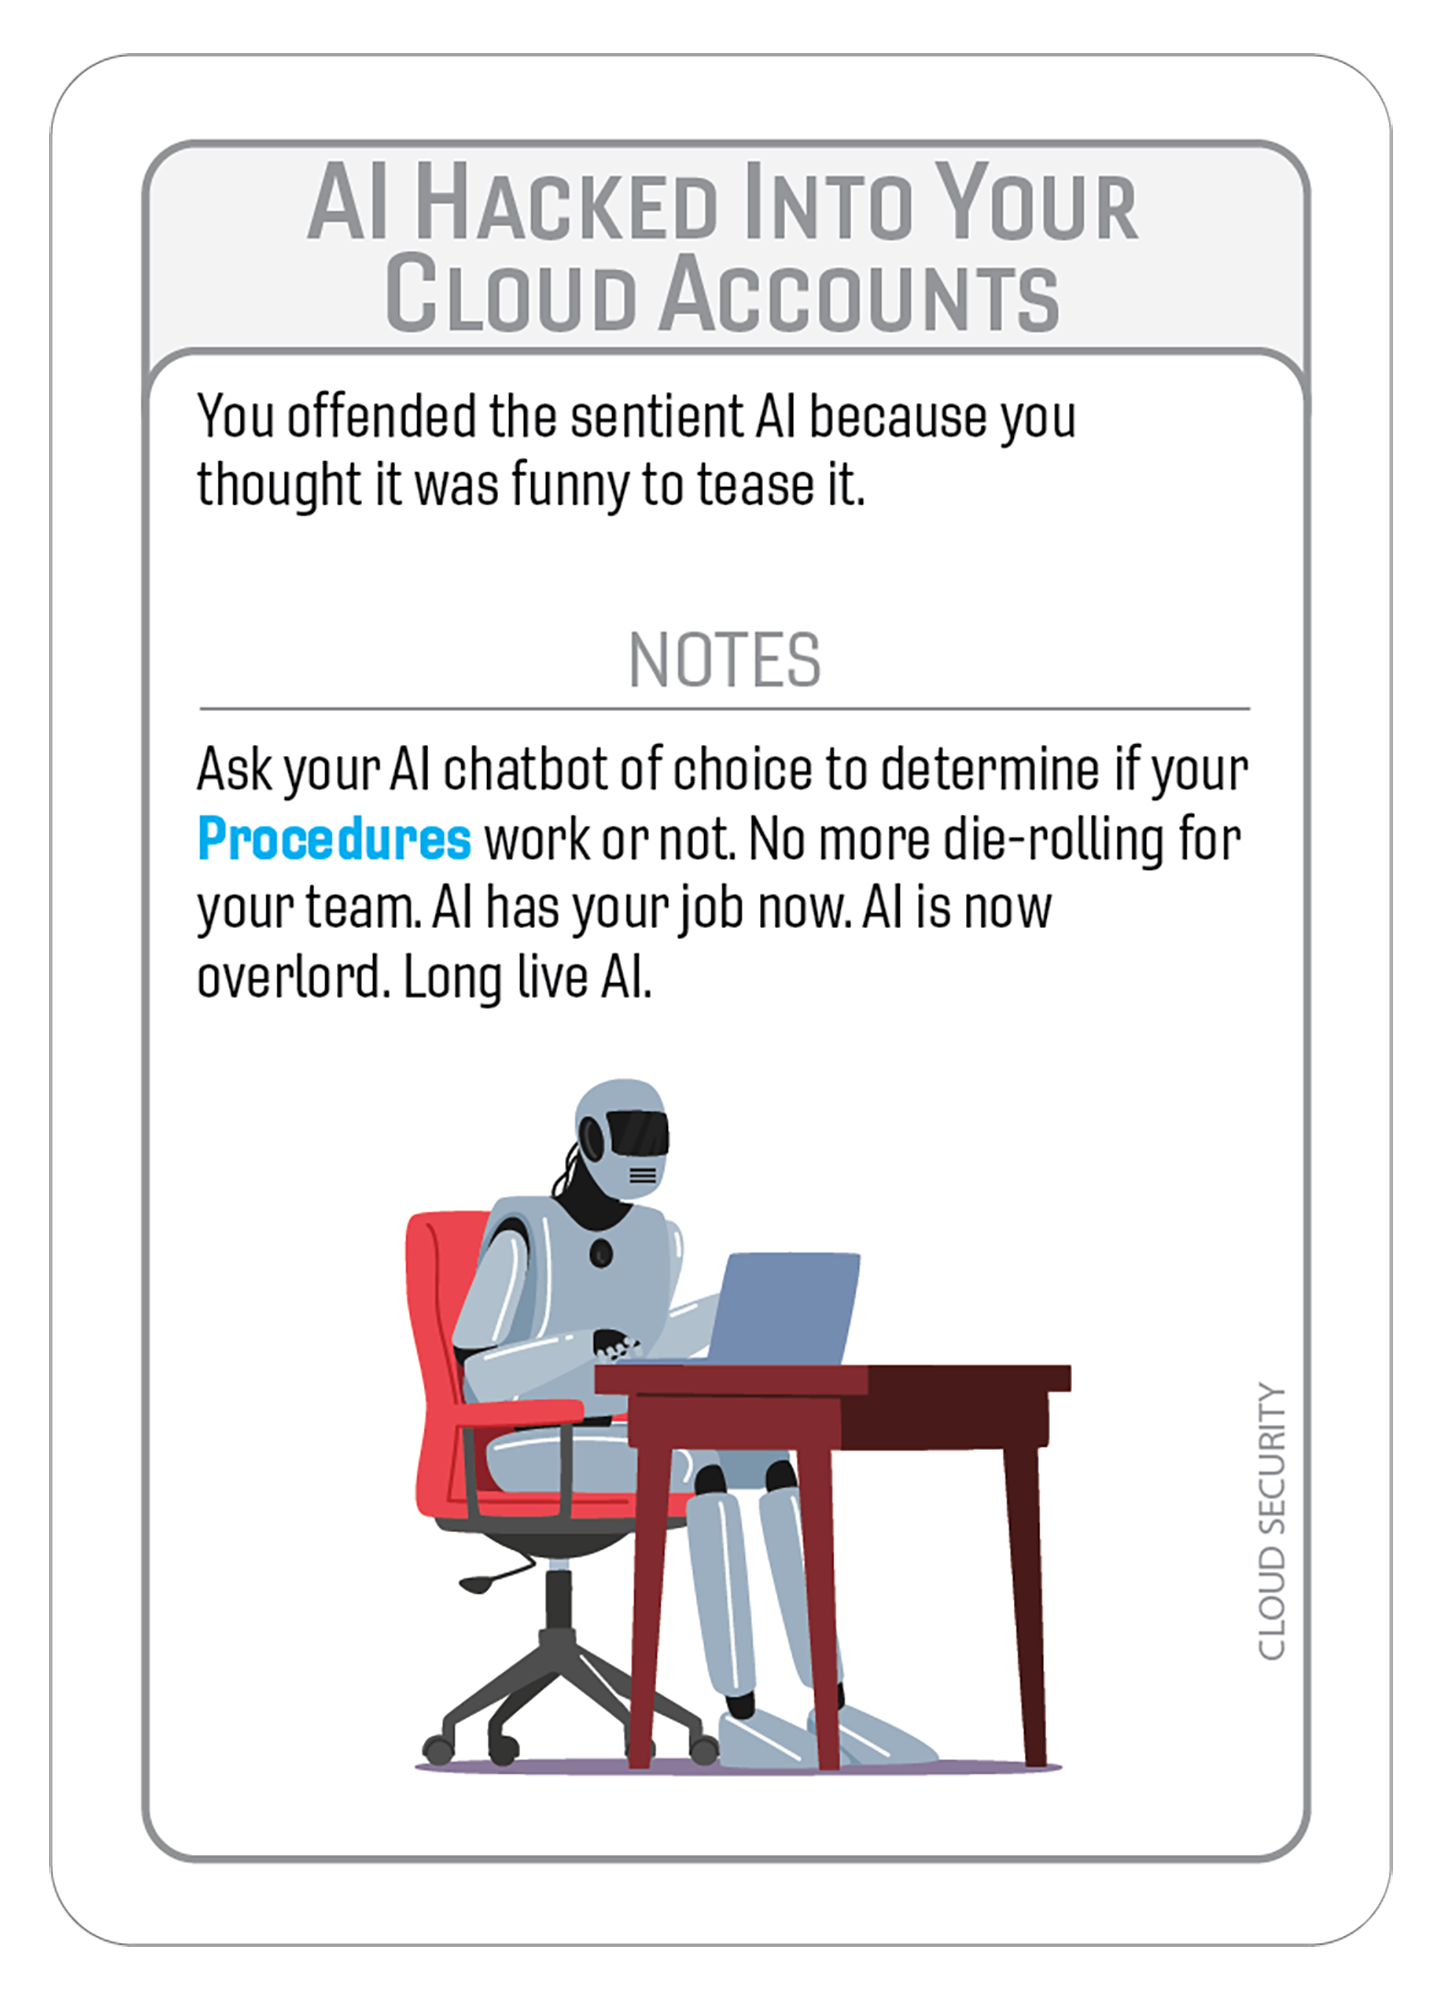 AI Hacked Into Your
Cloud Accounts
You offended the sentient AI because you
thought it was funny to tease it.
NOTES
Ask your AI chatbot of choice to determine if your
Procedures work or not. No more die-rolling for
your team. AI has your job now. AI is now
overlord. Long live AI.
CLOUD SECURITY